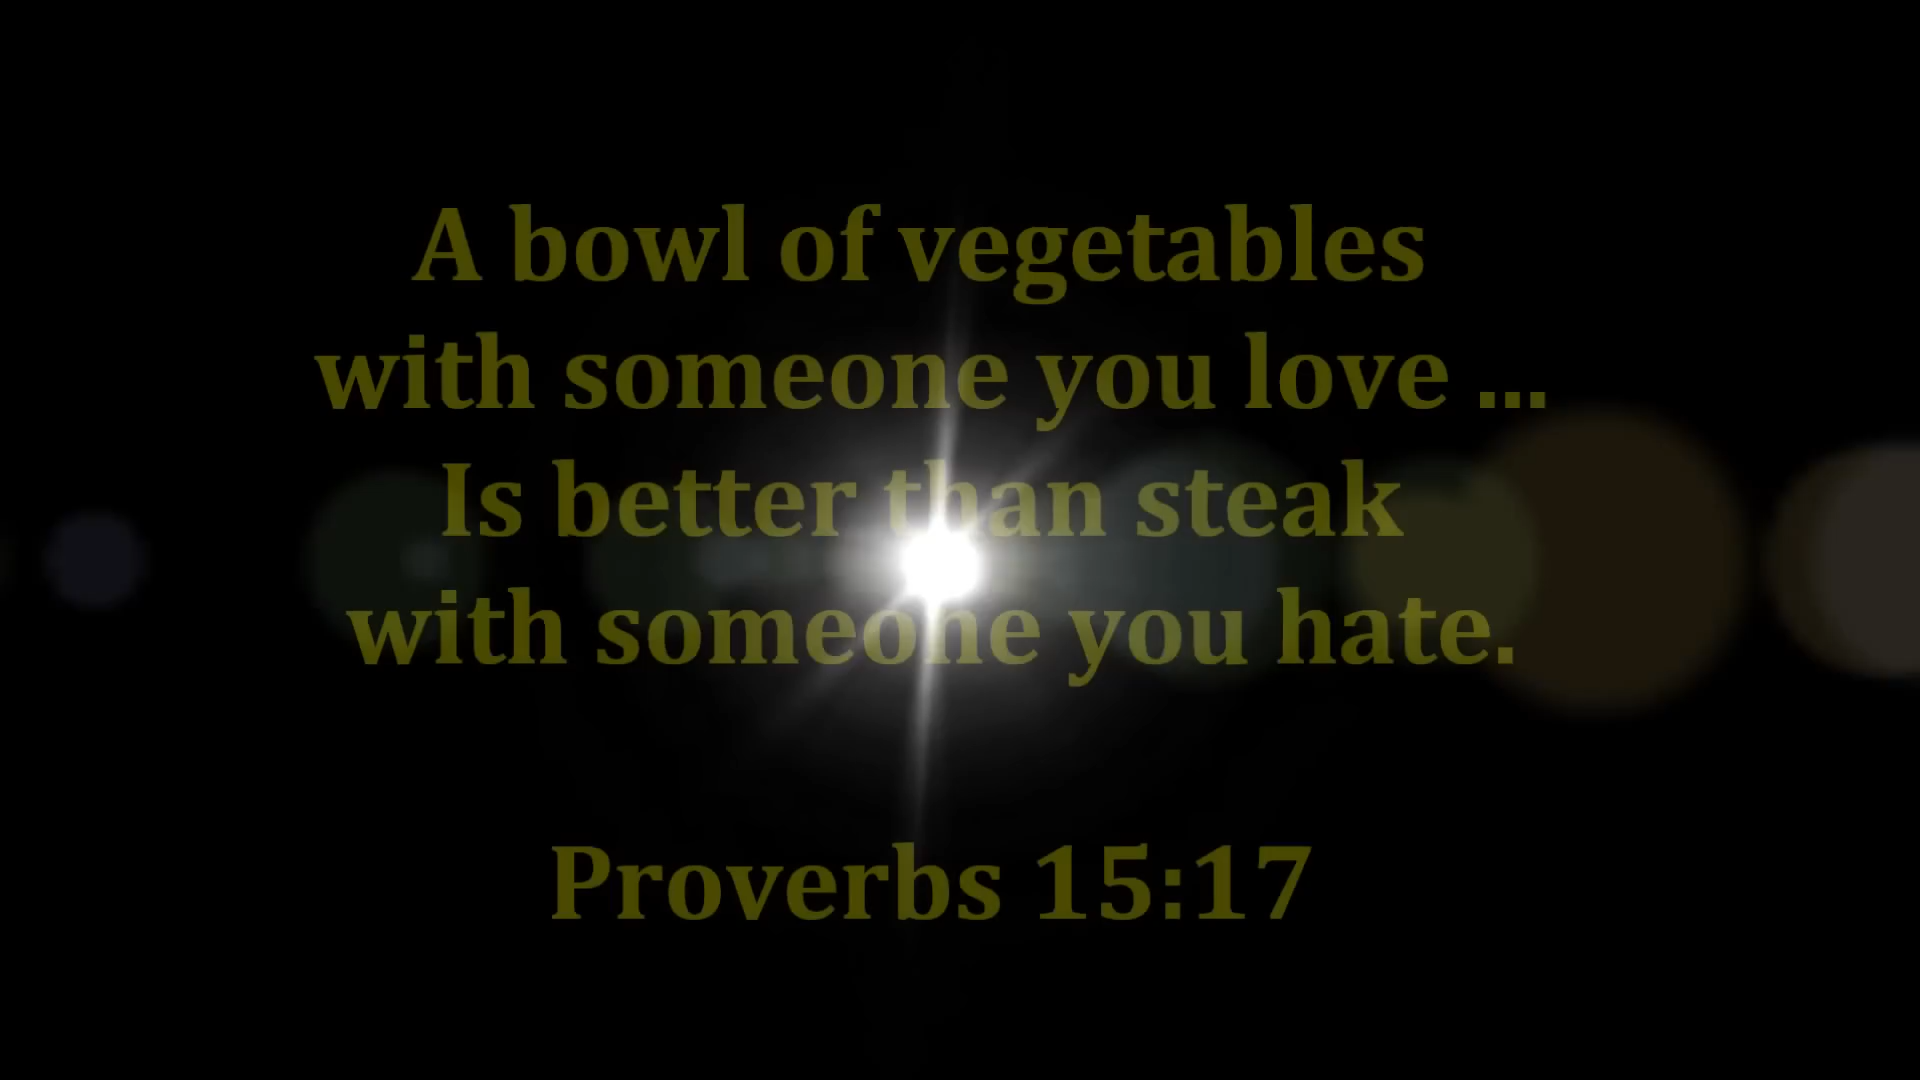 A bowl of vegetables
with someone you love ...
Is better than steak
with someone you hate.
Proverbs 15:17